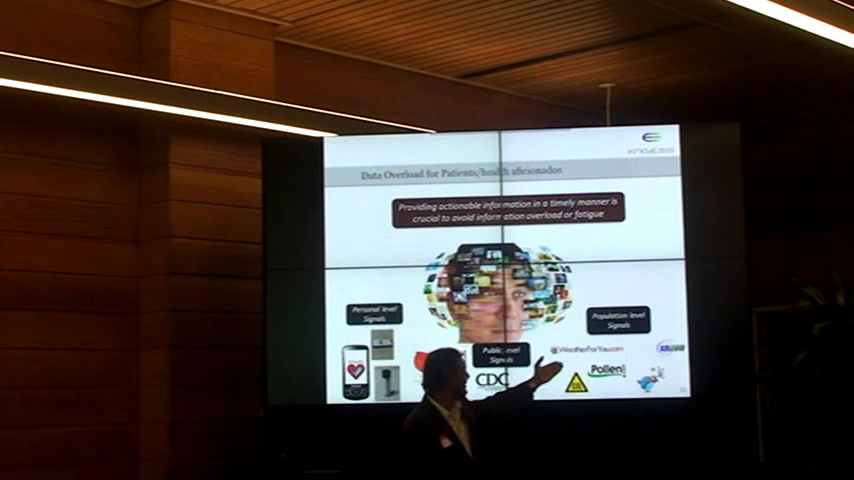 KNOESIS
Data Overload for Patients/health aficionados
Providing actionable information in a timely manner is
crucial to avoid information overload or fatigue
Personal level
Signals
Population level
Signals
Public level
Signals
WeatherForYou.com
CDC
Pollen